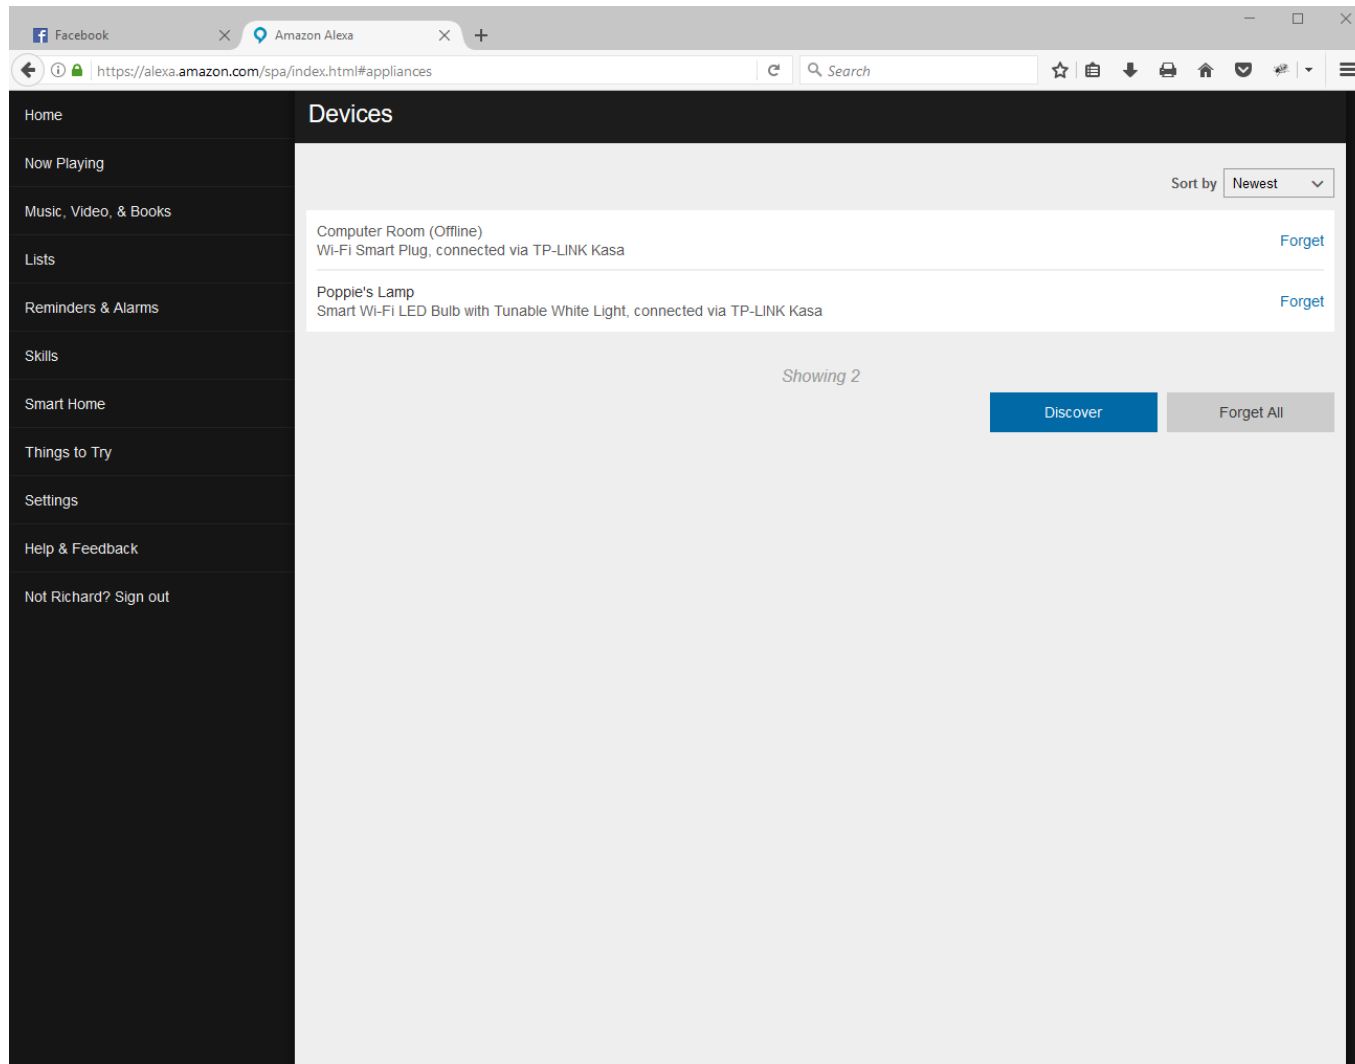 Facebook
Amazon Alexa
https://alexa.amazon.com/spa/index.html#appliances
Search
Home
Now Playing
Music, Video, & Books
Lists
Reminders & Alarms
Skills
Smart Home
Things to Try
Settings
Help & Feedback
Not Richard? Sign out
Devices
Sort by Newest
Computer Room (Offline)
Wi-Fi Smart Plug, connected via TP-LINK Kasa
Forget
Poppie's Lamp
Smart Wi-Fi LED Bulb with Tunable White Light, connected via TP-LINK Kasa
Forget
Showing 2
Discover
Forget All